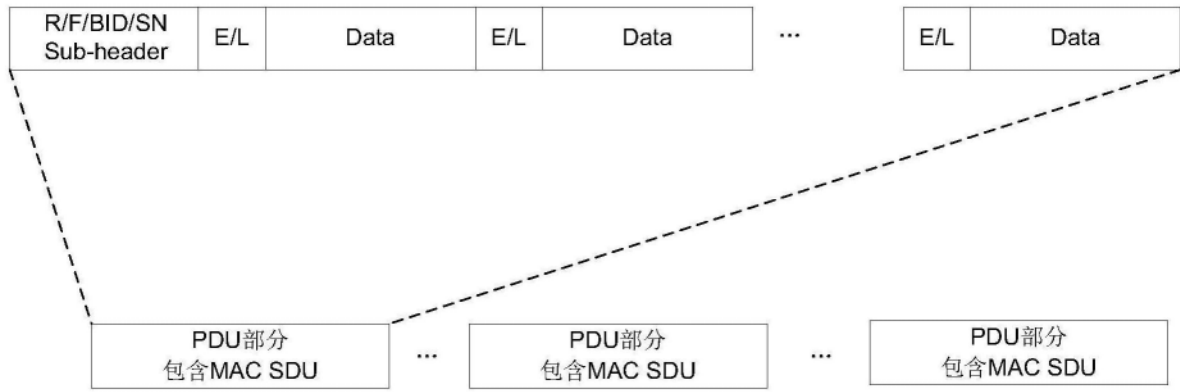 R/F/BID/SN
Sub-header
E/L
Data
E/L
Data
...
E/L
Data
PDU部分
包含MAC SDU
...
PDU部分
包含MAC SDU
...
PDU部分
包含MAC SDU